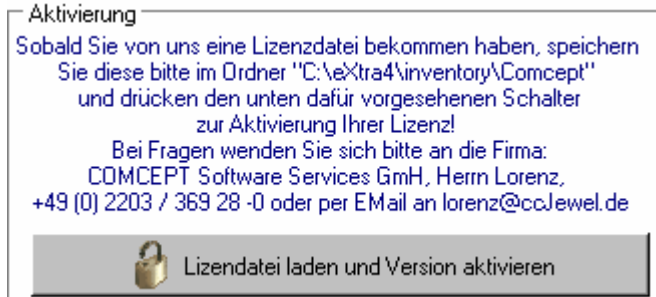 Aktivierung
Sobald Sie von uns eine Lizenzdatei bekommen haben, speichern
Sie diese bitte im Ordner "C:\eXtra4\inventory\Comcept"
und drücken den unten dafür vorgesehenen Schalter
zur Aktivierung Ihrer Lizenz!
Bei Fragen wenden Sie sich bitte an die Firma:
COMCEPT Software Services GmH, Herrn Lorenz,
+49 (0) 2203 / 369 28 -0 oder per EMail an lorenz@ccJewel.de
Lizendatei laden und Version aktivieren